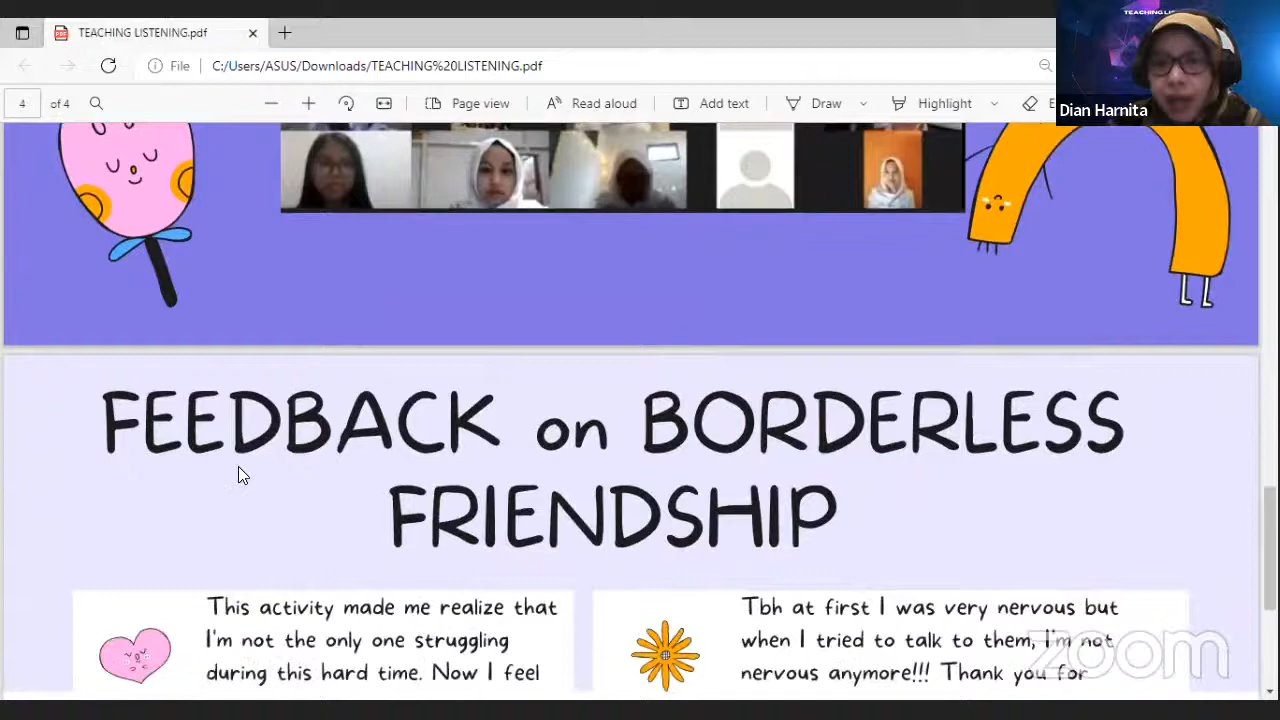 TEACHING LISTENING.pdf
File C:/Users/ASUS/Downloads/TEACHING%20LISTENING.pdf
4 of 4 Page view Read aloud Add text Draw Highlight
Dian Harnita
FEEDBACK on BORDERLESS
FRIENDSHIP
This activity made me realize that
I'm not the only one struggling
during this hard time. Now I feel
Tbh at first I was very nervous but
when I tried to talk to them, I'm not
nervous anymore!!! Thank you for
zoom